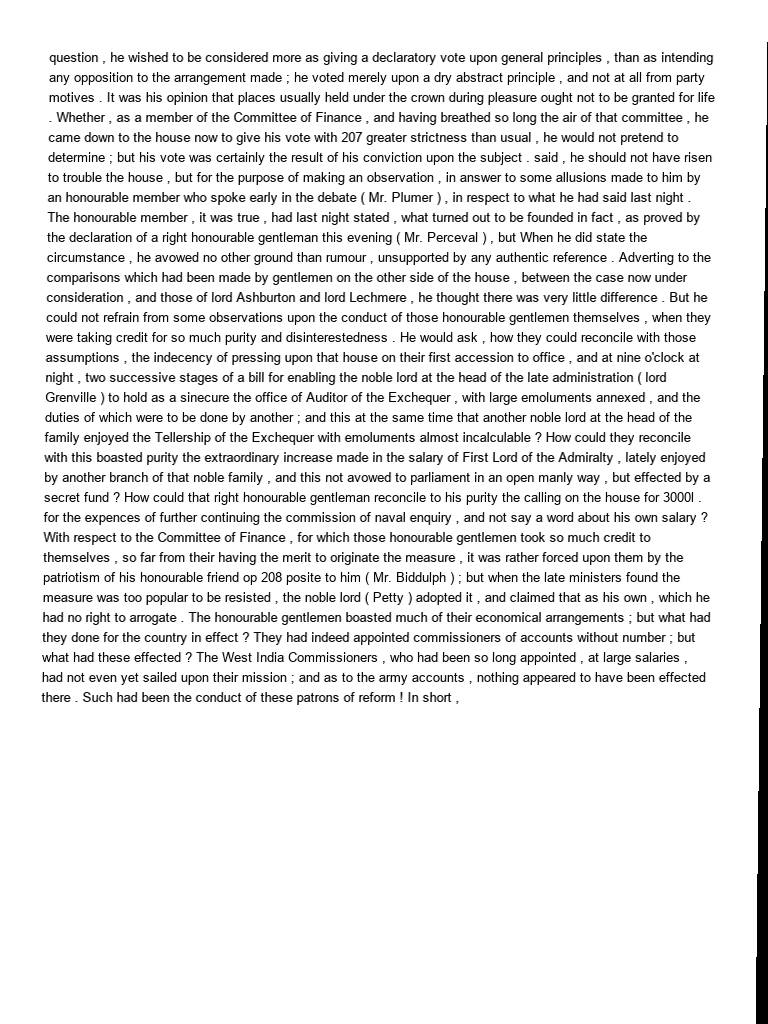 question , he wished to be considered more as giving a declaratory vote upon general principles , than as intending
any opposition to the arrangement made ; he voted merely upon a dry abstract principle , and not at all from party
motives . It was his opinion that places usually held under the crown during pleasure ought not to be granted for life
. Whether , as a member of the Committee of Finance , and having breathed so long the air of that committee , he
came down to the house now to give his vote with 207 greater strictness than usual , he would not pretend to
determine ; but his vote was certainly the result of his conviction upon the subject . said , he should not have risen
to trouble the house , but for the purpose of making an observation , in answer to some allusions made to him by
an honourable member who spoke early in the debate ( Mr. Plumer ) , in respect to what he had said last night .
The honourable member , it was true , had last night stated , what turned out to be founded in fact , as proved by
the declaration of a right honourable gentleman this evening ( Mr. Perceval ) , but When he did state the
circumstance , he avowed no other ground than rumour , unsupported by any authentic reference . Adverting to the
comparisons which had been made by gentlemen on the other side of the house , between the case now under
consideration , and those of lord Ashburton and lord Lechmere , he thought there was very little difference . But he
could not refrain from some observations upon the conduct of those honourable gentlemen themselves , when they
were taking credit for so much purity and disinterestedness . He would ask , how they could reconcile with those
assumptions , the indecency of pressing upon that house on their first accession to office , and at nine o'clock at
night , two successive stages of a bill for enabling the noble lord at the head of the late administration ( lord
Grenville ) to hold as a sinecure the office of Auditor of the Exchequer , with large emoluments annexed , and the
duties of which were to be done by another ; and this at the same time that another noble lord at the head of the
family enjoyed the Tellership of the Exchequer with emoluments almost incalculable ? How could they reconcile
with this boasted purity the extraordinary increase made in the salary of First Lord of the Admiralty , lately enjoyed
by another branch of that noble family , and this not avowed to parliament in an open manly way , but effected by a
secret fund ? How could that right honourable gentleman reconcile to his purity the calling on the house for 3000l .
for the expences of further continuing the commission of naval enquiry , and not say a word about his own salary ?
With respect to the Committee of Finance , for which those honourable gentlemen took so much credit to
themselves , so far from their having the merit to originate the measure , it was rather forced upon them by the
patriotism of his honourable friend op 208 posite to him ( Mr. Biddulph ) ; but when the late ministers found the
measure was too popular to be resisted , the noble lord ( Petty ) adopted it , and claimed that as his own , which he
had no right to arrogate . The honourable gentlemen boasted much of their economical arrangements ; but what had
they done for the country in effect ? They had indeed appointed commissioners of accounts without number ; but
what had these effected ? The West India Commissioners , who had been so long appointed , at large salaries ,
had not even yet sailed upon their mission ; and as to the army accounts , nothing appeared to have been effected
there . Such had been the conduct of these patrons of reform ! In short ,